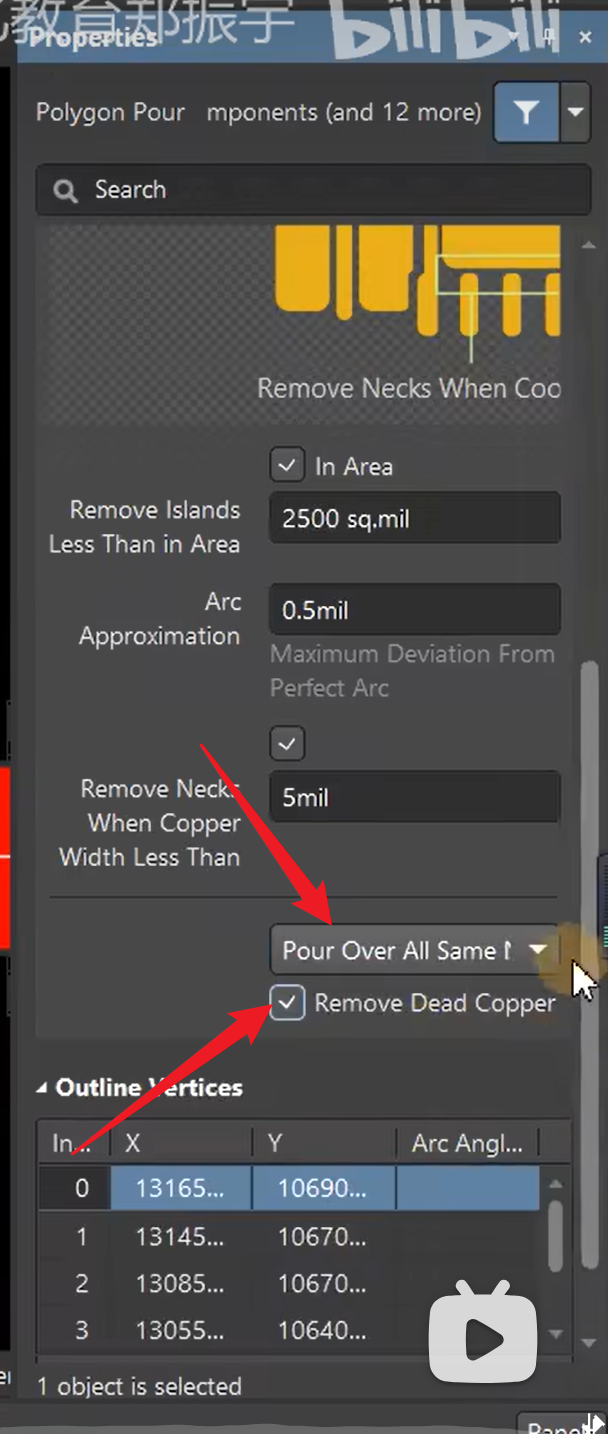 教育郑振宇
bilibili
Properties
Polygon Pour mponents (and 12 more)
Search
Remove Necks When Coo
In Area
Remove Islands
Less Than in Area
2500 sq.mil
Arc
Approximation
0.5mil
Maximum Deviation From
Perfect Arc
Remove Necks
When Copper
Width Less Than
5mil
Pour Over All Same
Remove Dead Copper
Outline Vertices
In... X Y Arc Angl...
0 13165... 10690...
1 13145... 10670...
2 13085... 10670...
3 13055... 10640...
1 object is selected